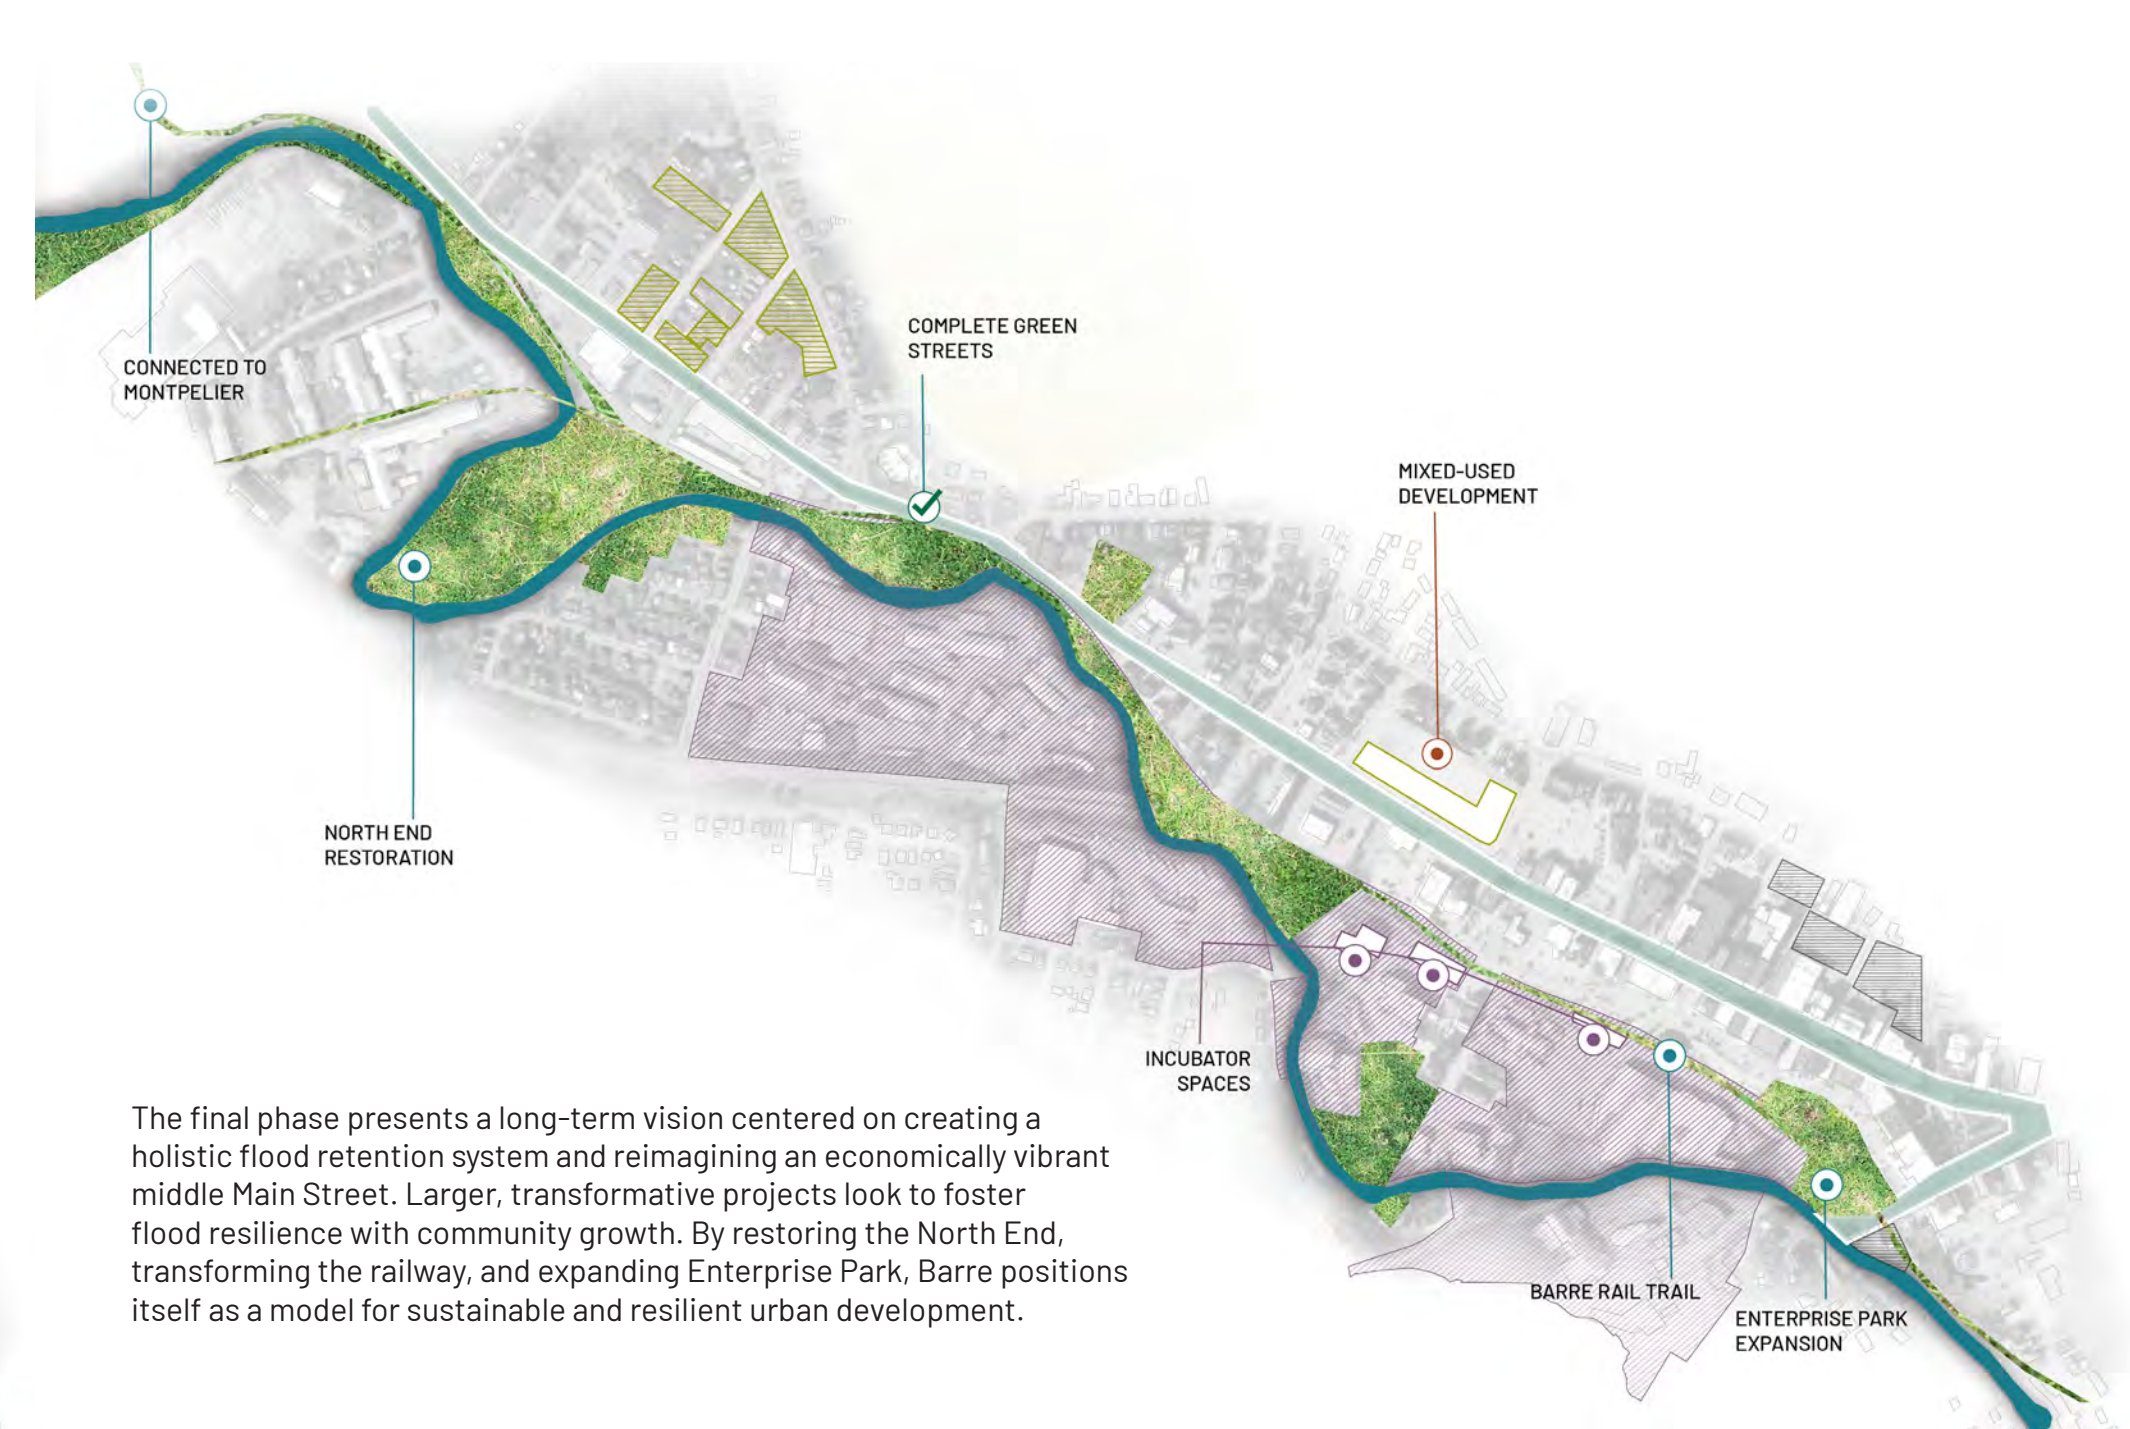 CONNECTED TO
MONTPELIER
COMPLETE GREEN
STREETS
MIXED-USED
DEVELOPMENT
NORTH END
RESTORATION
INCUBATOR
SPACES
BARRE RAIL TRAIL
ENTERPRISE PARK
EXPANSION
The final phase presents a long-term vision centered on creating a
holistic flood retention system and reimagining an economically vibrant
middle Main Street. Larger, transformative projects look to foster
flood resilience with community growth. By restoring the North End,
transforming the railway, and expanding Enterprise Park, Barre positions
itself as a model for sustainable and resilient urban development.